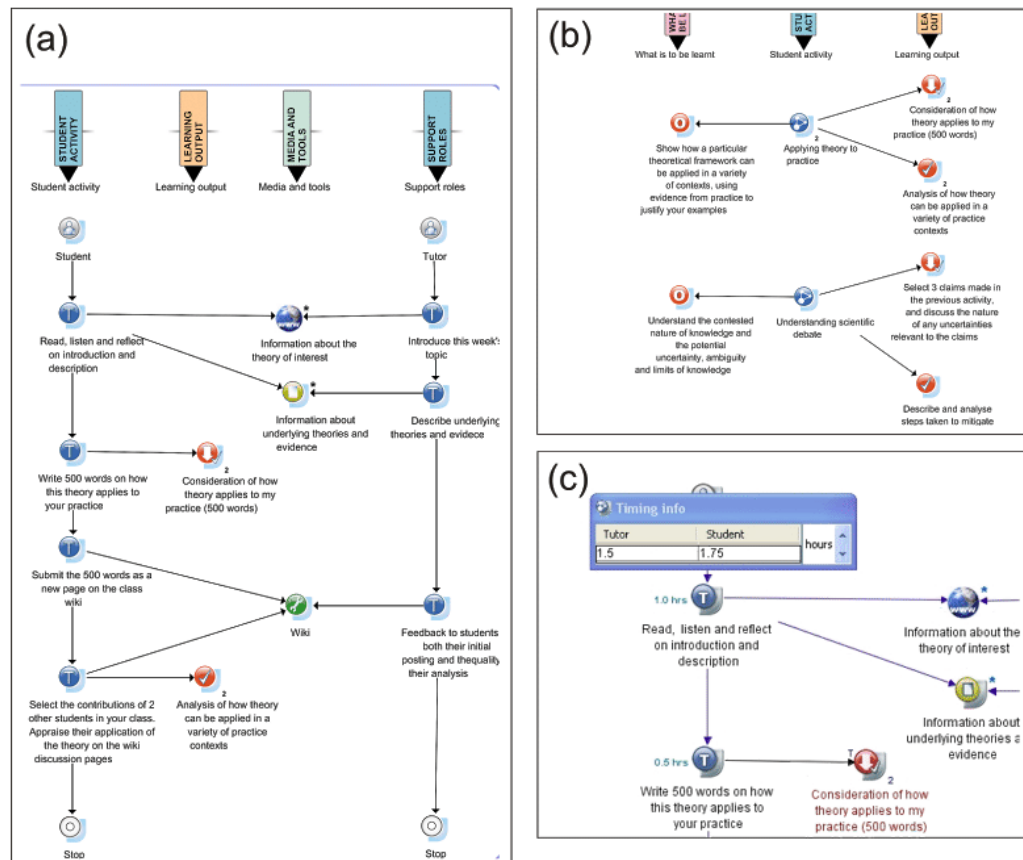 (a)
STUDENT
ACTIVITY
LEARNING
OUTPUT
MEDIA AND
TOOLS
SUPPORT
ROLES
Student activity
Learning output
Media and tools
Support roles
Student
Tutor
T
www
*
T
Read, listen and reflect
on introduction and
description
Information about the
theory of interest
Introduce this week's
topic
*
T
Information about
underlying theories and
evidence
Describe underlying
theories and evidece
T
2
Write 500 words on how
this theory applies to
your practice
Consideration of how
theory applies to my
practice (500 words)
T
Submit the 500 words as a
new page on the class
wiki
Wiki
T
Feedback to students
both their initial
posting and thequality
their analysis
T
2
Select the contributions of 2
other students in your class.
Appraise their application of
the theory on the wiki
discussion pages
Analysis of how theory
can be applied in a
variety of practice
contexts
Stop
Stop
(b)
WHA
BE L
STU
ACT
LEA
OUT
What is to be learnt
Student activity
Learning output
2
Consideration of how
theory applies to my
practice (500 words)
2
Show how a particular
theoretical framework can
be applied in a variety
of contexts, using
evidence from practice to
justify your examples
Applying theory to
practice
2
Analysis of how theory
can be applied in a
variety of practice
contexts
Select 3 claims made in
the previous activity,
and discuss the nature
of any uncertainties
relevant to the claims
Understand the contested
nature of knowledge and
the potential
uncertainty, ambiguity
and limits of knowledge
Understanding scientific
debate
Describe and analyse
steps taken to mitigate
(c)
Timing info
Tutor
Student
hours
1.5
1.75
1.0 hrs
T
www
*
Read, listen and reflect
on introduction and
description
Information about the
theory of interest
*
Information about
underlying theories a
evidence
0.5 hrs
T
T
2
Write 500 words on how
this theory applies to
your practice
Consideration of how
theory applies to my
practice (500 words)